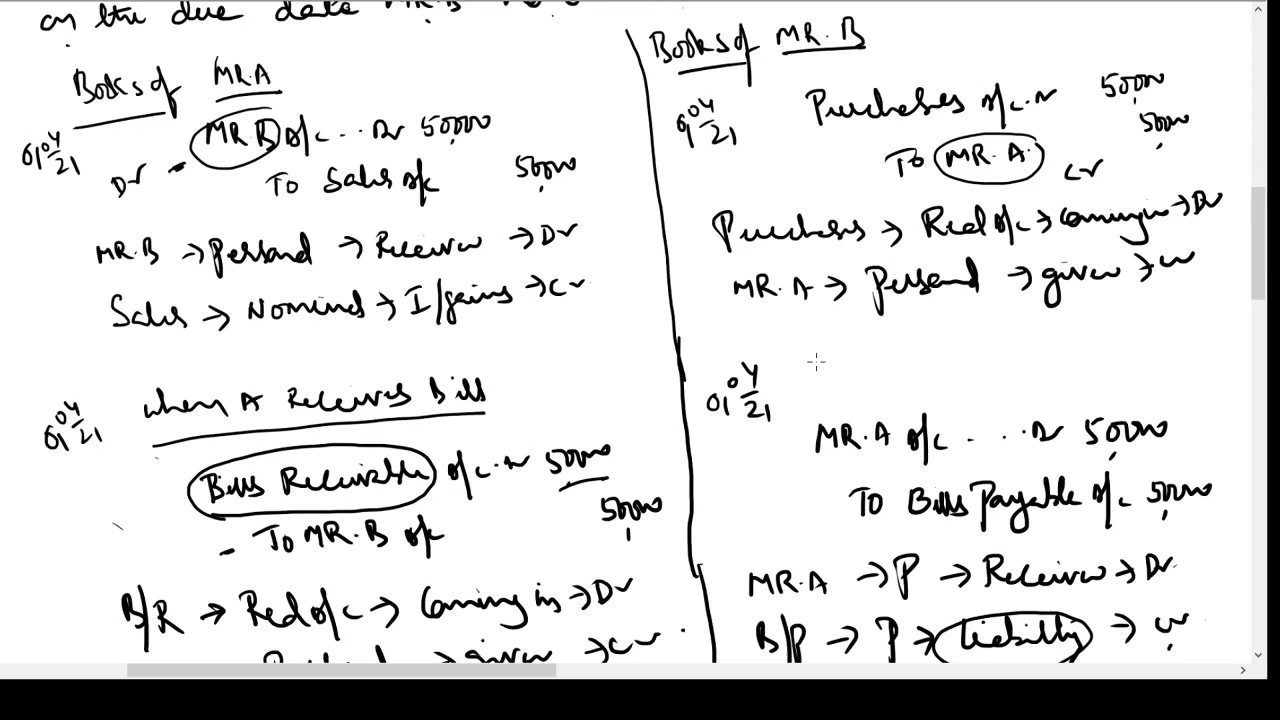 on the due date MR.B
Books of MR.A
01/04/21 MR B a/c ... Dr 50000
Dr - To Sales a/c 50000
MR.B → Personal → Receiver → Dr
Sales → Nominal → I/gains → Cr
01/04/21 when A Receives Bill
Bills Receivable a/c .. Dr 50000
- To MR.B a/c 50000
B/R → Real a/c → Coming in → Dr
→ giver → Cr
Books of MR.B
01/04/21 Purchases a/c .. Dr 50000
To MR.A. 50000
Cr
Purchases → Real a/c → Coming in → Dr
MR.A → Personal → giver → Cr
01/04/21
MR.A a/c - . . . Dr 50000
To Bills Payable a/c 50000
MR.A → P → Receiver → Dr
B/P → P → liability → Cr